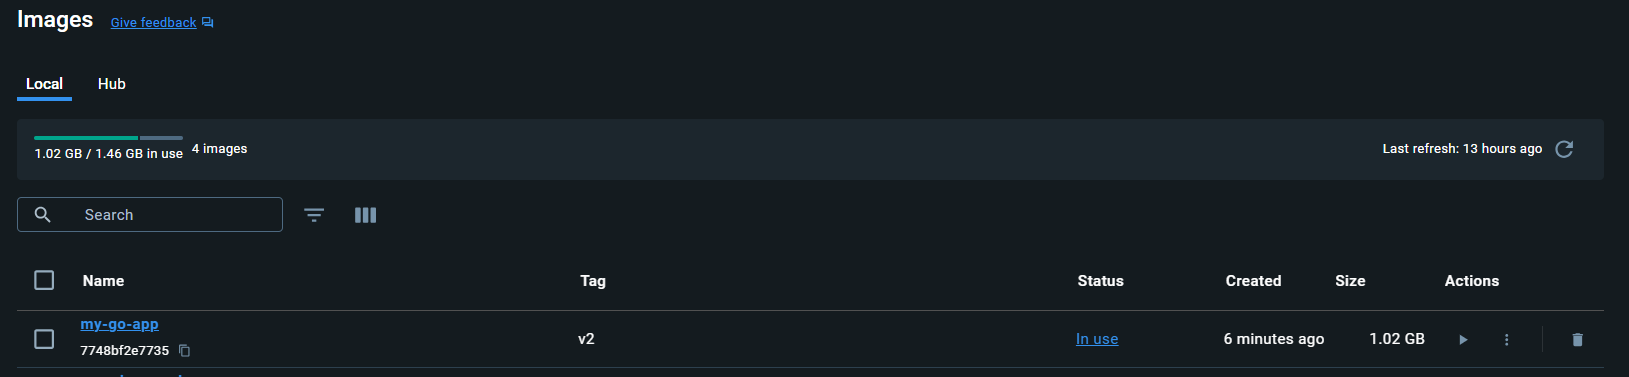 Images Give feedback
Local Hub
1.02 GB / 1.46 GB in use 4 images Last refresh: 13 hours ago
Search
Name Tag Status Created Size Actions
my-go-app
7748bf2e7735 v2 In use 6 minutes ago 1.02 GB